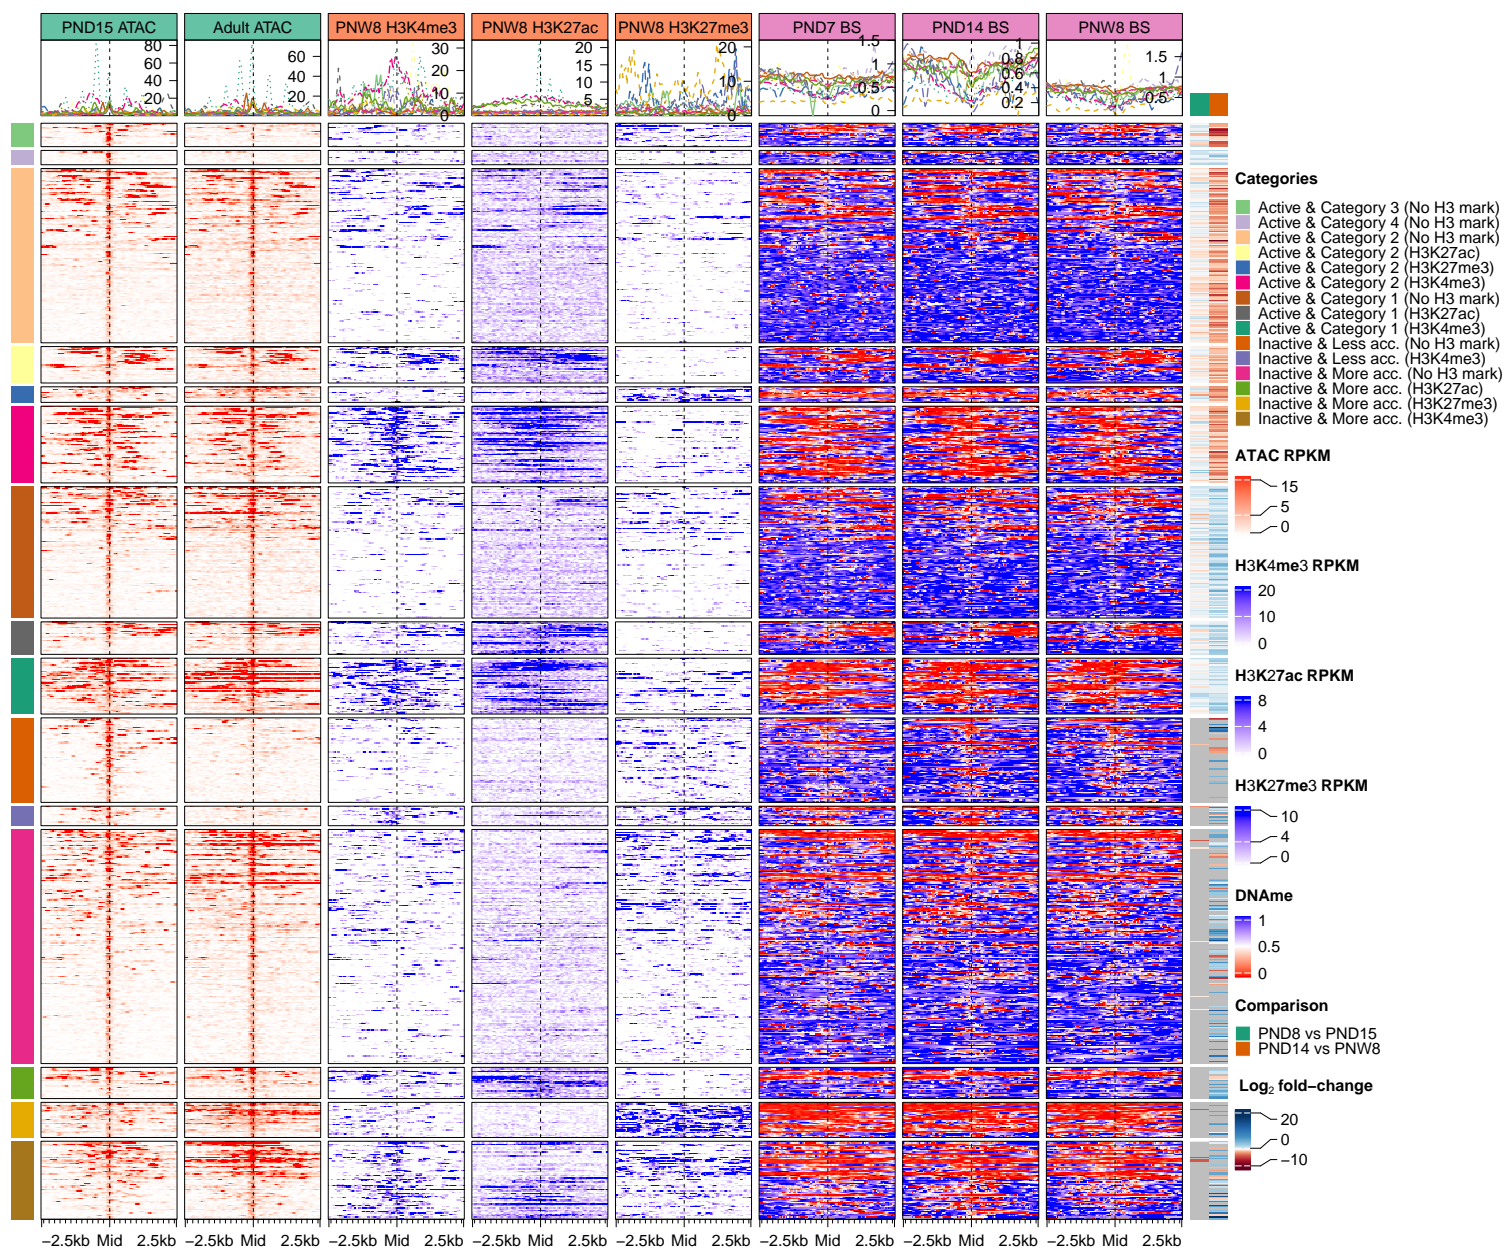 PND15 ATAC
Adult ATAC
PNW8 H3K4me3
PNW8 H3K27ac
PNW8 H3K27me3
PND7 BS
PND14 BS
PNW8 BS
80
60
40
20
60
40
20
30
20
10
0
20
15
10
5
20
10
0
1.5
1
0.5
0
1
0.8
0.6
0.4
0.2
1.5
1
0.5
Categories
Active & Category 3 (No H3 mark)
Active & Category 4 (No H3 mark)
Active & Category 2 (No H3 mark)
Active & Category 2 (H3K27ac)
Active & Category 2 (H3K27me3)
Active & Category 2 (H3K4me3)
Active & Category 1 (No H3 mark)
Active & Category 1 (H3K27ac)
Active & Category 1 (H3K4me3)
Inactive & Less acc. (No H3 mark)
Inactive & Less acc. (H3K4me3)
Inactive & More acc. (No H3 mark)
Inactive & More acc. (H3K27ac)
Inactive & More acc. (H3K27me3)
Inactive & More acc. (H3K4me3)
ATAC RPKM
15
5
0
H3K4me3 RPKM
20
10
0
H3K27ac RPKM
8
4
0
H3K27me3 RPKM
10
4
0
DNAme
1
0.5
0
Comparison
PND8 vs PND15
PND14 vs PNW8
Log₂ fold−change
20
0
−10
−2.5kb Mid 2.5kb
−2.5kb Mid 2.5kb
−2.5kb Mid 2.5kb
−2.5kb Mid 2.5kb
−2.5kb Mid 2.5kb
−2.5kb Mid 2.5kb
−2.5kb Mid 2.5kb
−2.5kb Mid 2.5kb